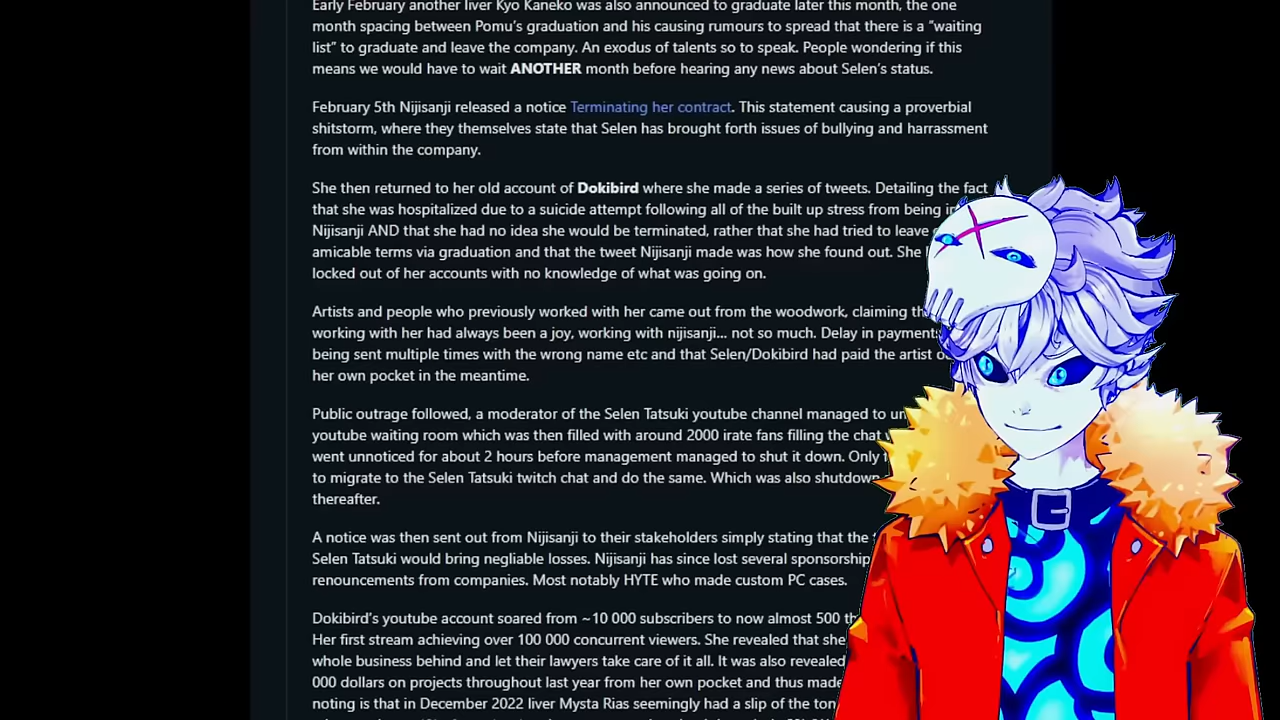 Early February another liver Kyo Kaneko was also announced to graduate later this month, the one
month spacing between Pomu's graduation and his causing rumours to spread that there is a "waiting
list" to graduate and leave the company. An exodus of talents so to speak. People wondering if this
means we would have to wait ANOTHER month before hearing any news about Selen's status.
February 5th Nijisanji released a notice Terminating her contract. This statement causing a proverbial
shitstorm, where they themselves state that Selen has brought forth issues of bullying and harrassment
from within the company.
She then returned to her old account of Dokibird where she made a series of tweets. Detailing the fact
that she was hospitalized due to a suicide attempt following all of the built up stress from being in
Nijisanji AND that she had no idea she would be terminated, rather that she had tried to leave
amicable terms via graduation and that the tweet Nijisanji made was how she found out. She
locked out of her accounts with no knowledge of what was going on.
Artists and people who previously worked with her came out from the woodwork, claiming
working with her had always been a joy, working with nijisanji... not so much. Delay in payments
being sent multiple times with the wrong name etc and that Selen/Dokibird had paid the artist
her own pocket in the meantime.
Public outrage followed, a moderator of the Selen Tatsuki youtube channel managed to
youtube waiting room which was then filled with around 2000 irate fans filling the chat
went unnoticed for about 2 hours before management managed to shut it down. Only
to migrate to the Selen Tatsuki twitch chat and do the same. Which was also shutdown
thereafter.
A notice was then sent out from Nijisanji to their stakeholders simply stating that the
Selen Tatsuki would bring negliable losses. Nijisanji has since lost several sponsorship
renouncements from companies. Most notably HYTE who made custom PC cases.
Dokibird's youtube account soared from ~10 000 subscribers to now almost 500
Her first stream achieving over 100 000 concurrent viewers. She revealed that she
whole business behind and let their lawyers take care of it all. It was also revealed
000 dollars on projects throughout last year from her own pocket and thus made
noting is that in December 2022 liver Mysta Rias seemingly had a slip of the